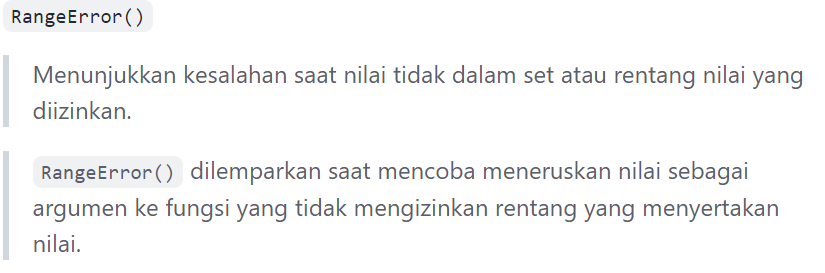 RangeError()
Menunjukkan kesalahan saat nilai tidak dalam set atau rentang nilai yang
diizinkan.
RangeError() dilemparkan saat mencoba meneruskan nilai sebagai
argumen ke fungsi yang tidak mengizinkan rentang yang menyertakan
nilai.